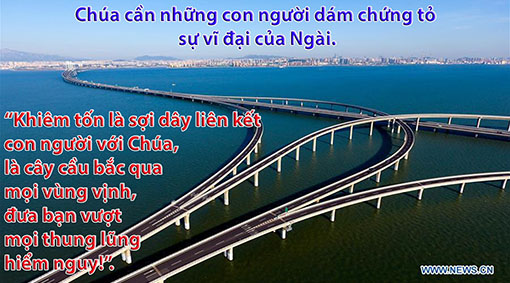 Chúa cần những con người dám chứng tỏ
sự vĩ đại của Ngài.
“Khiêm tốn là sợi dây liên kết
con người với Chúa,
là cây cầu bắc qua
mọi vùng vịnh,
đưa bạn vượt
mọi thung lũng
hiểm nguy!”.
WWW.NEWS.CN